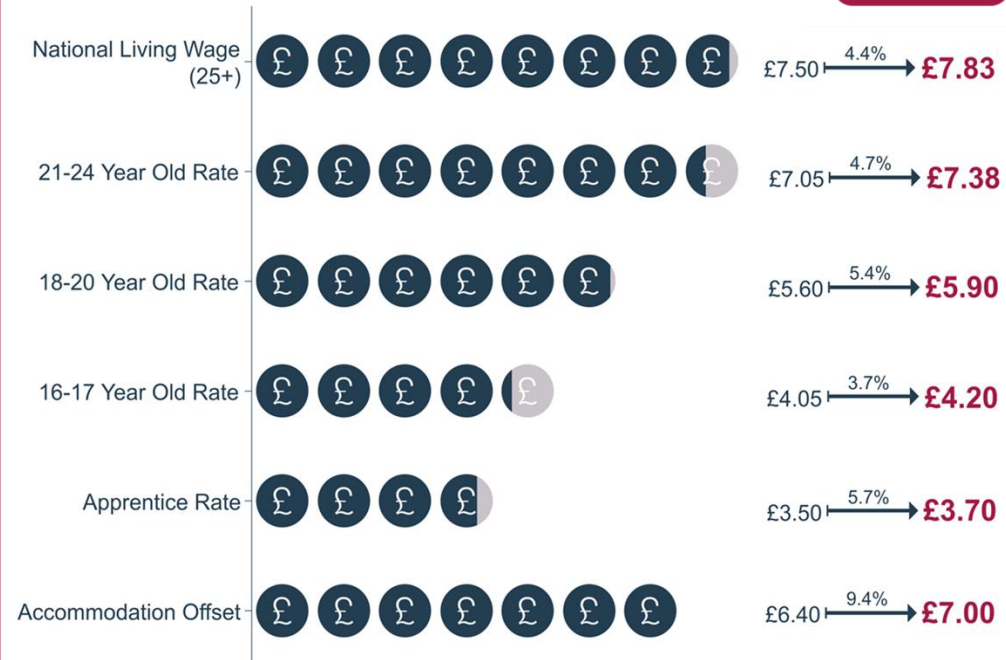 National Living Wage
(25+)
£ £ £ £ £ £ £ £
£7.50 4.4% £7.83
21-24 Year Old Rate
£ £ £ £ £ £ £ £
£7.05 4.7% £7.38
18-20 Year Old Rate
£ £ £ £ £ £
£5.60 5.4% £5.90
16-17 Year Old Rate
£ £ £ £ £
£4.05 3.7% £4.20
Apprentice Rate
£ £ £ £
£3.50 5.7% £3.70
Accommodation Offset
£ £ £ £ £ £ £
£6.40 9.4% £7.00